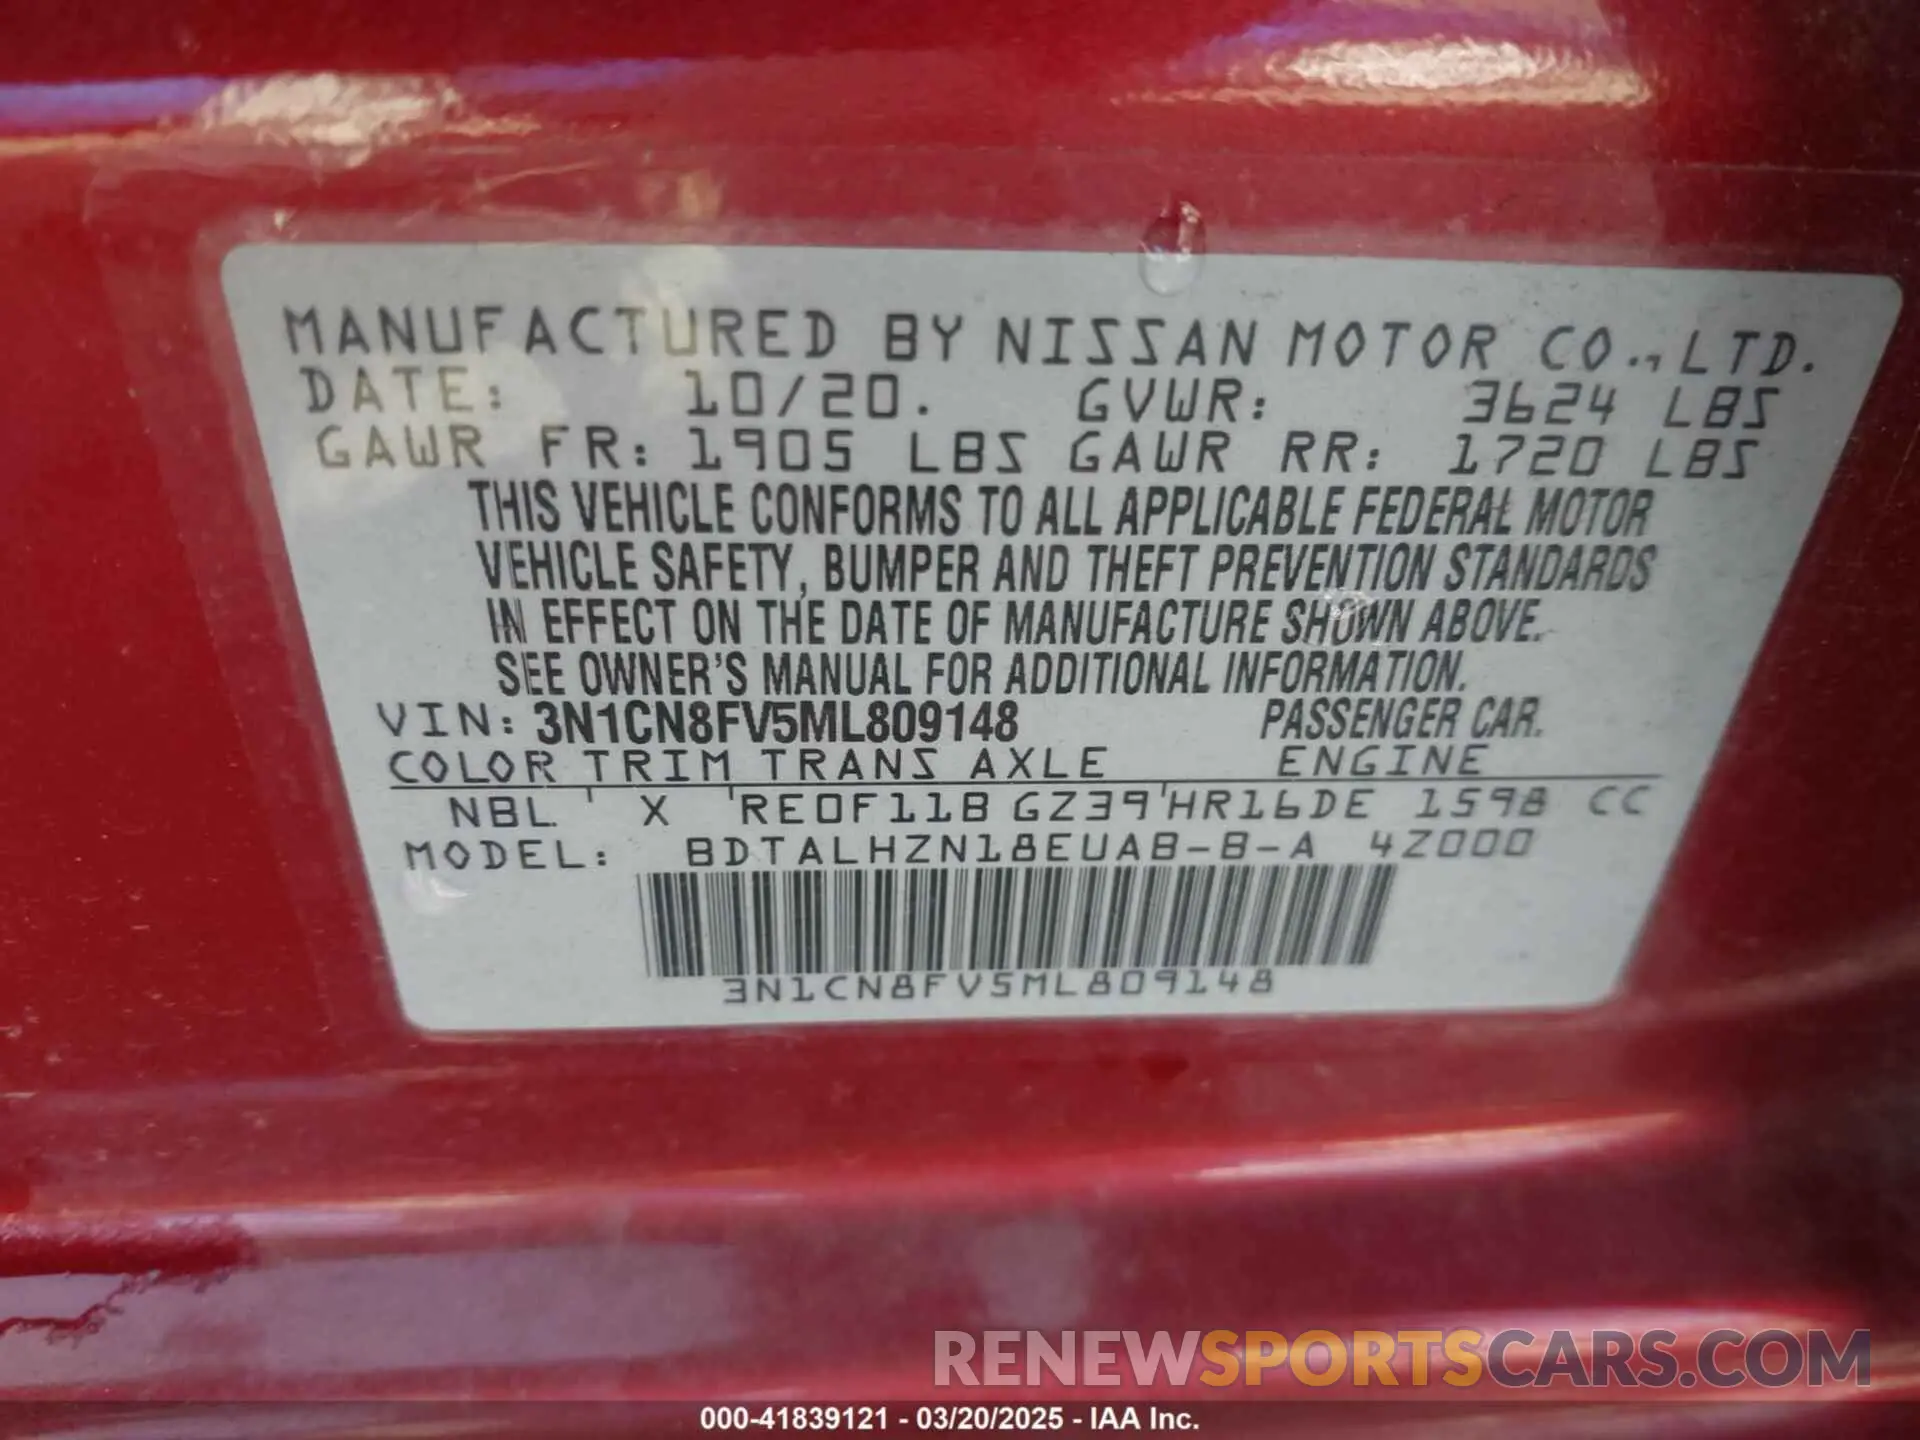 MANUFACTURED BY NISSAN MOTOR CO., LTD.
DATE: 10/20. GVWR: 3624 LBS
GAWR FR: 1905 LBS GAWR RR: 1720 LBS
THIS VEHICLE CONFORMS TO ALL APPLICABLE FEDERAL MOTOR
VEHICLE SAFETY, BUMPER AND THEFT PREVENTION STANDARDS
IN EFFECT ON THE DATE OF MANUFACTURE SHOWN ABOVE.
SEE OWNER'S MANUAL FOR ADDITIONAL INFORMATION.
VIN: 3N1CN8FV5ML809148 PASSENGER CAR.
COLOR TRIM TRANS AXLE ENGINE
NBL X RE0F11B GZ39 HR16DE 1598 CC
MODEL: BDTALHZN18EUAB-B-A 4Z000
3N1CN8FV5ML809148
RENEWSPORTSCARS.COM
000-41839121 - 03/20/2025 - IAA Inc.